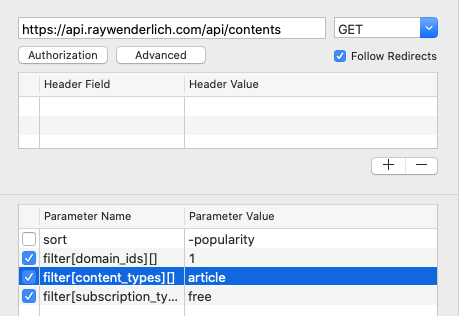 https://api.raywenderlich.com/api/contents GET
Authorization Advanced Follow Redirects
Header Field Header Value
+ −
Parameter Name Parameter Value
sort -popularity
filter[domain_ids][] 1
filter[content_types][] article
filter[subscription_ty... free